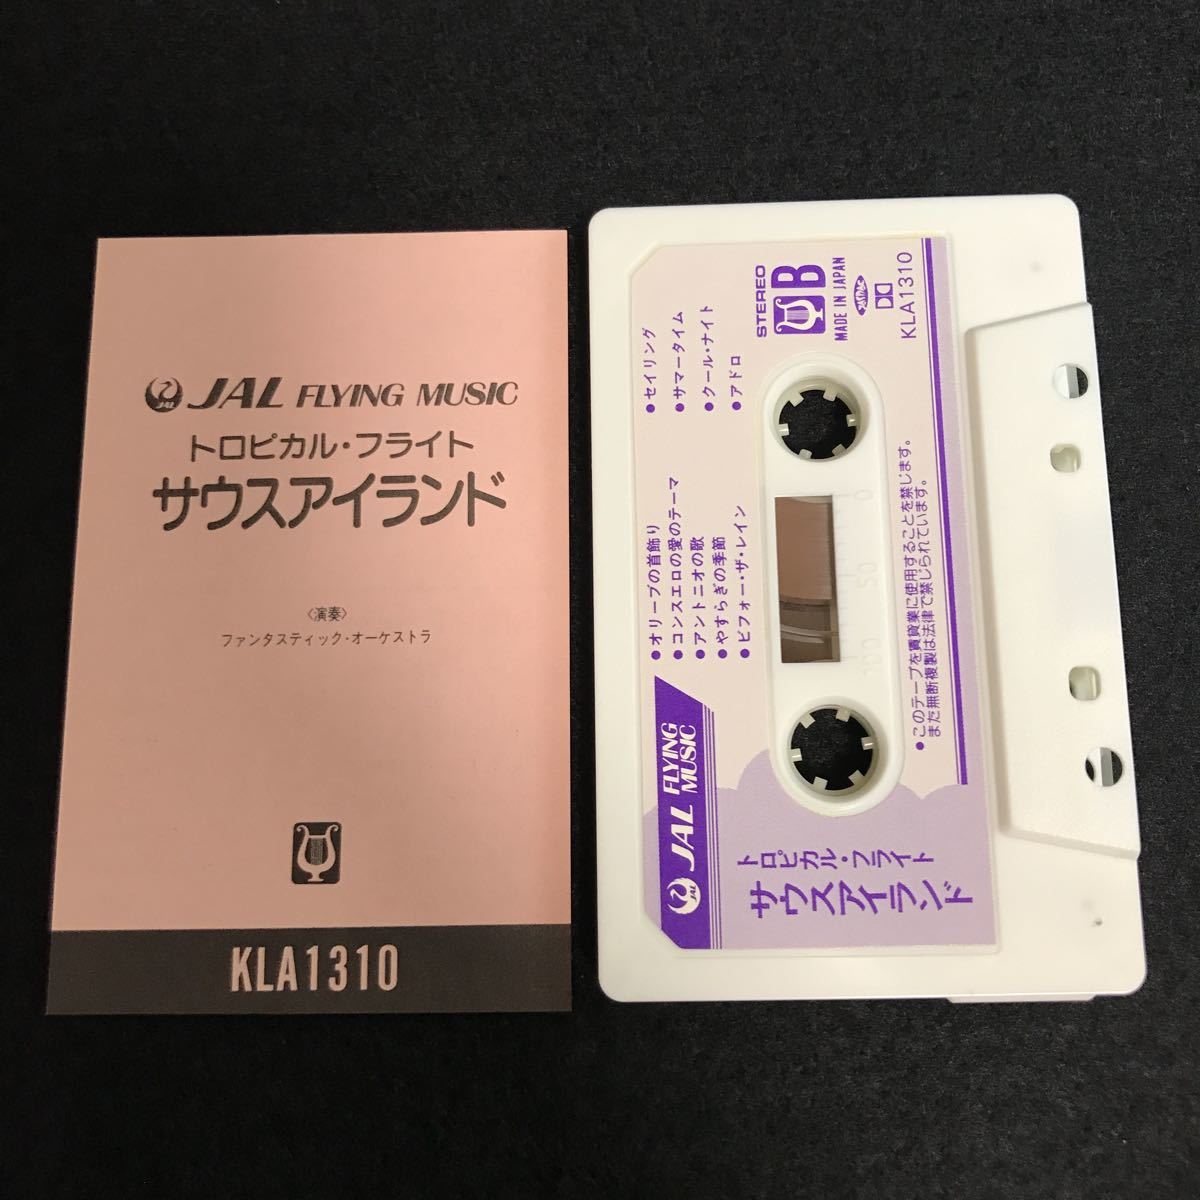 JAL FLYING MUSIC
JAL
トロピカル・フライト
サウスアイランド
〈演奏〉
ファンタスティック・オーケストラ
KLA1310
JAL FLYING MUSIC
JAL
トロピカル・フライト
サウスアイランド
●オリーブの首飾り
●コンスエロの愛のテーマ
●アントニオの歌
●やすらぎの季節
●ビフォー・ザ・レイン
●セイリング
●サマータイム
●クール・ナイト
●アドロ
STEREO
B
MADE IN JAPAN
KLA1310
100 50 0
●このテープを賃貸業に使用することを禁じます。
また無断複製は法律で禁じられています。